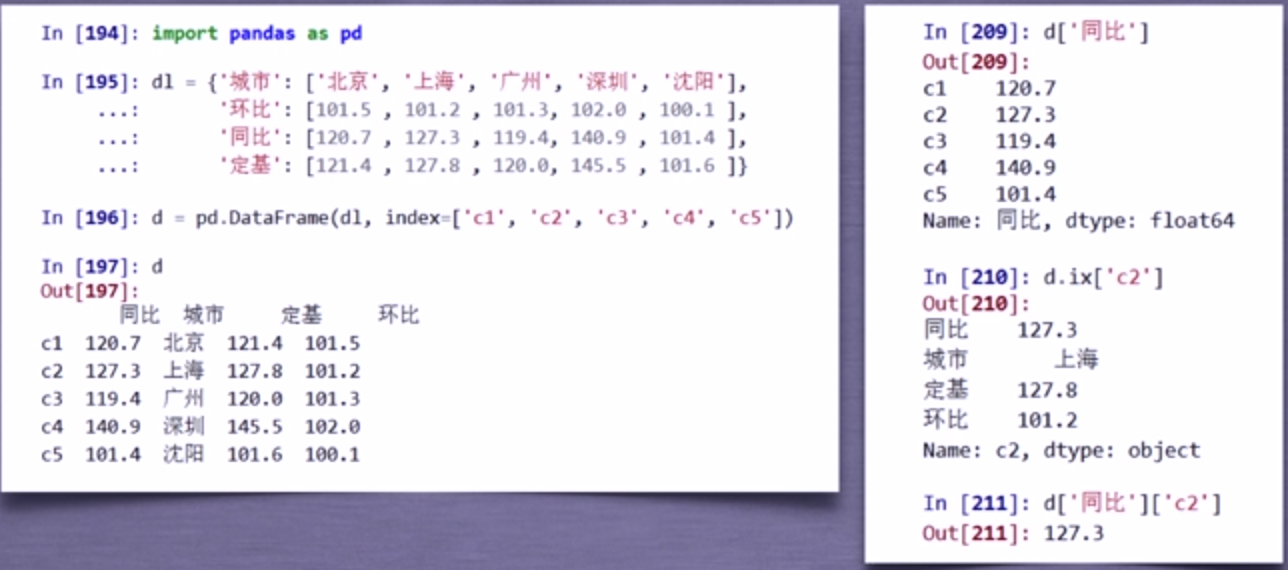 In [194]: import pandas as pd
In [195]: dl = {'城市': ['北京', '上海', '广州', '深圳', '沈阳'],
...: '环比': [101.5 , 101.2 , 101.3, 102.0 , 100.1 ],
...: '同比': [120.7 , 127.3 , 119.4, 140.9 , 101.4 ],
...: '定基': [121.4 , 127.8 , 120.0, 145.5 , 101.6 ]}
In [196]: d = pd.DataFrame(dl, index=['c1', 'c2', 'c3', 'c4', 'c5'])
In [197]: d
Out[197]:
同比 城市 定基 环比
c1 120.7 北京 121.4 101.5
c2 127.3 上海 127.8 101.2
c3 119.4 广州 120.0 101.3
c4 140.9 深圳 145.5 102.0
c5 101.4 沈阳 101.6 100.1
In [209]: d['同比']
Out[209]:
c1 120.7
c2 127.3
c3 119.4
c4 140.9
c5 101.4
Name: 同比, dtype: float64
In [210]: d.ix['c2']
Out[210]:
同比 127.3
城市 上海
定基 127.8
环比 101.2
Name: c2, dtype: object
In [211]: d['同比']['c2']
Out[211]: 127.3